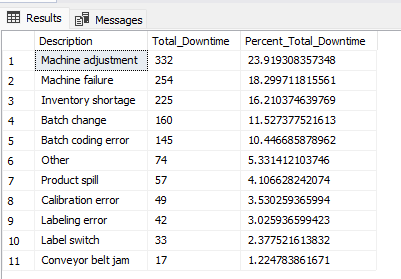 Results Messages
Description Total_Downtime Percent_Total_Downtime
1 Machine adjustment 332 23.919308357348
2 Machine failure 254 18.299711815561
3 Inventory shortage 225 16.210374639769
4 Batch change 160 11.527377521613
5 Batch coding error 145 10.446685878962
6 Other 74 5.331412103746
7 Product spill 57 4.106628242074
8 Calibration error 49 3.530259365994
9 Labeling error 42 3.025936599423
10 Label switch 33 2.377521613832
11 Conveyor belt jam 17 1.224783861671